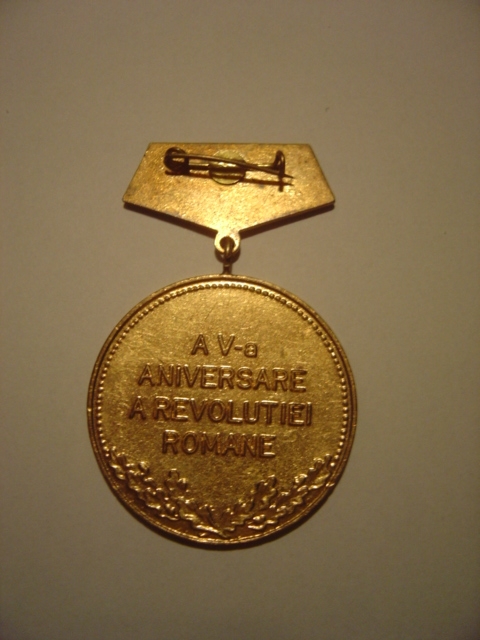 A V-a
ANIVERSARE
A REVOLUTIEI
ROMANE